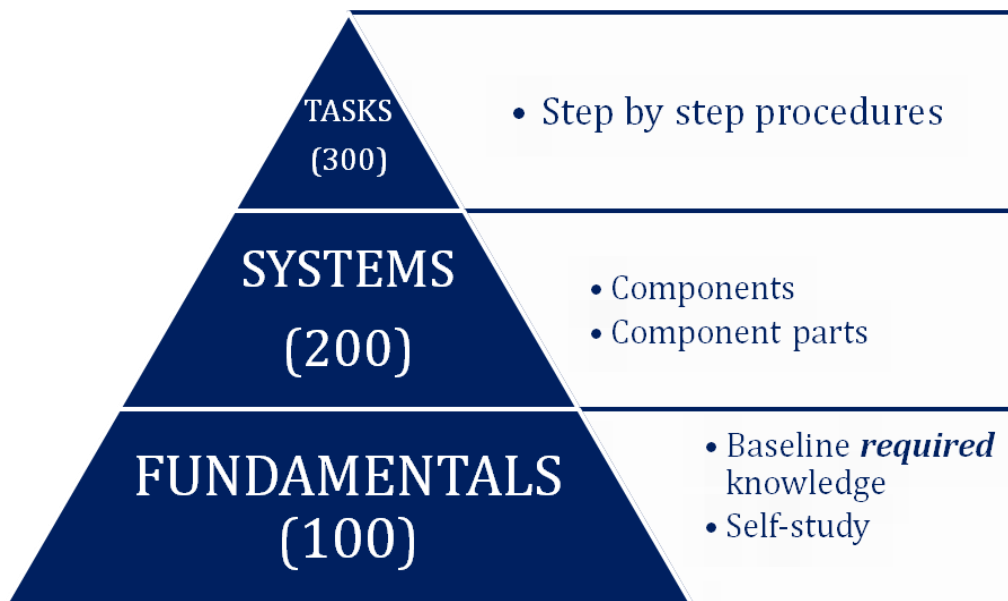 TASKS
(300)
• Step by step procedures
SYSTEMS
(200)
• Components
• Component parts
FUNDAMENTALS
(100)
• Baseline required
knowledge
• Self-study